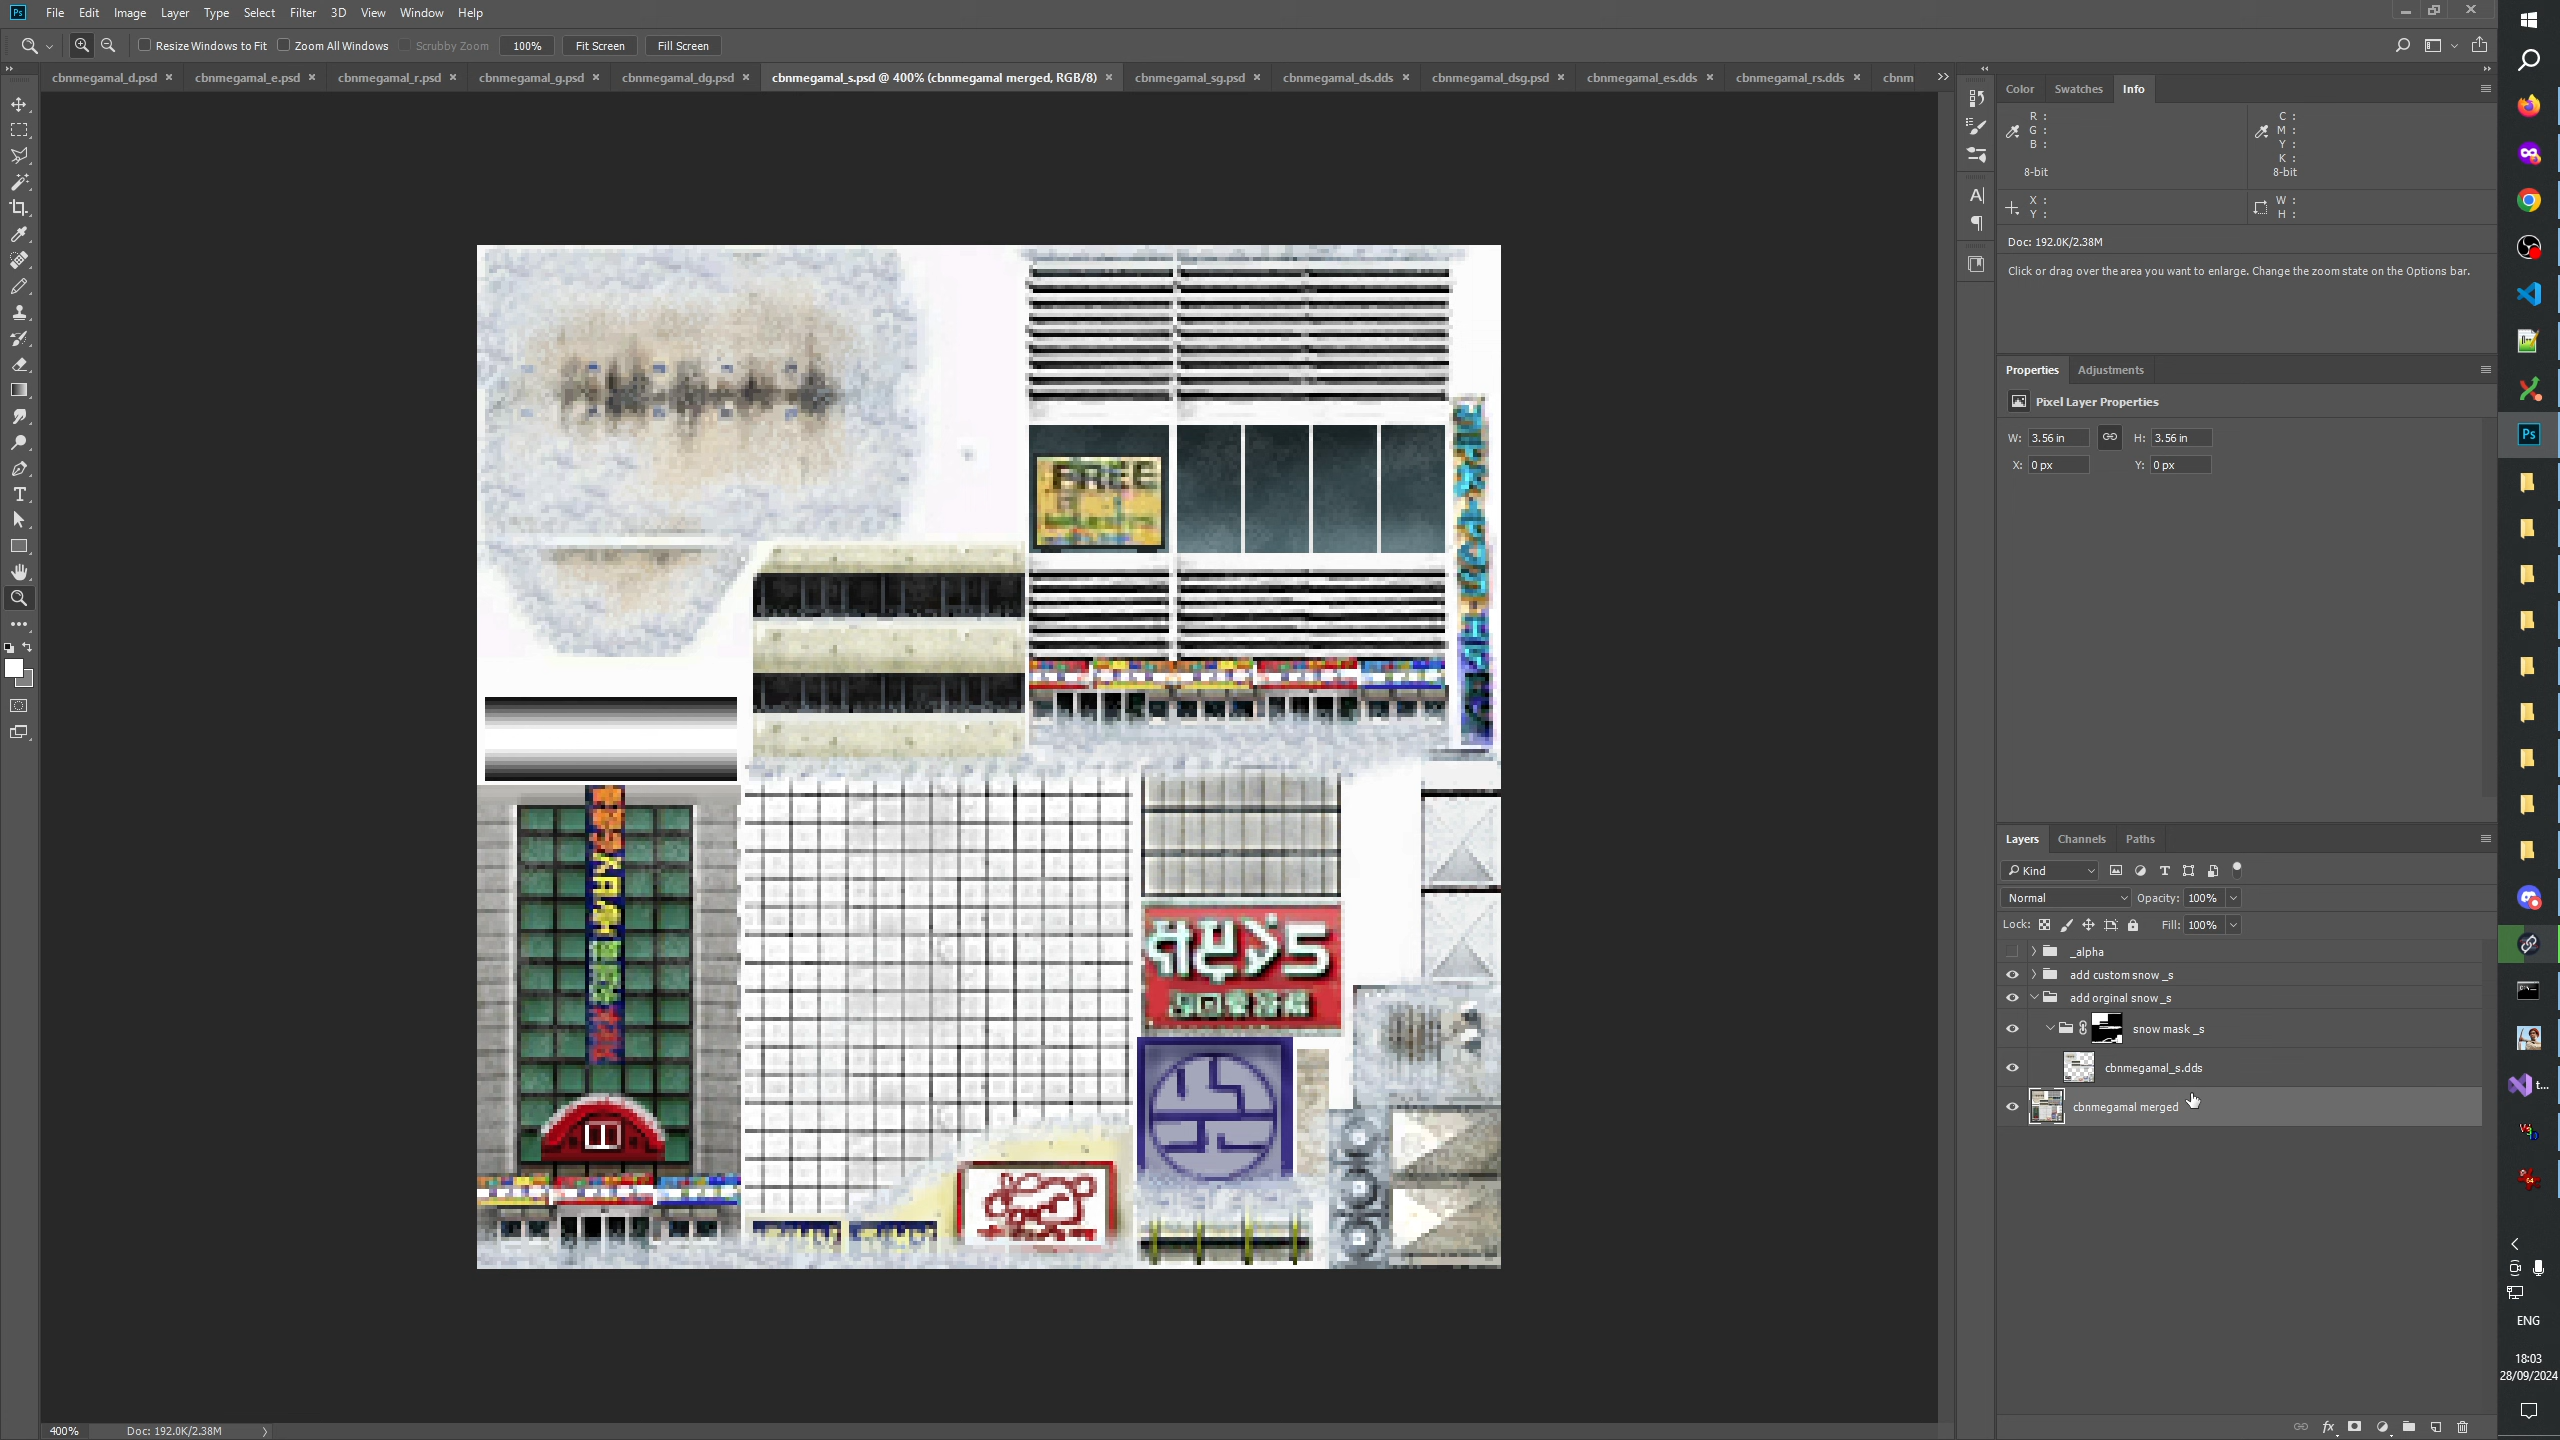 Ps File Edit Image Layer Type Select Filter 3D View Window Help
Resize Windows to Fit Zoom All Windows Scrubby Zoom 100% Fit Screen Fill Screen
cbnmegamal_d.psd × cbnmegamal_e.psd × cbnmegamal_r.psd × cbnmegamal_g.psd × cbnmegamal_dg.psd × cbnmegamal_s.psd @ 400% (cbnmegamal merged, RGB/8) × cbnmegamal_sg.psd × cbnmegamal_ds.dds × cbnmegamal_dsg.psd × cbnmegamal_es.dds × cbnmegamal_rs.dds × cbnm
Color Swatches Info
R :
G :
B :
8-bit
C :
M :
Y :
K :
8-bit
X :
Y :
W :
H :
Doc: 192.0K/2.38M
Click or drag over the area you want to enlarge. Change the zoom state on the Options bar.
Properties Adjustments
Pixel Layer Properties
W: 3.56 in H: 3.56 in
X: 0 px Y: 0 px
FREE
Layers Channels Paths
Kind
Normal Opacity: 100%
Lock: Fill: 100%
_alpha
add custom snow _s
add orginal snow _s
snow mask _s
cbnmegamal_s.dds
cbnmegamal merged
fx
Ps
t...
64
ENG
18:03
28/09/2024
400% Doc: 192.0K/2.38M